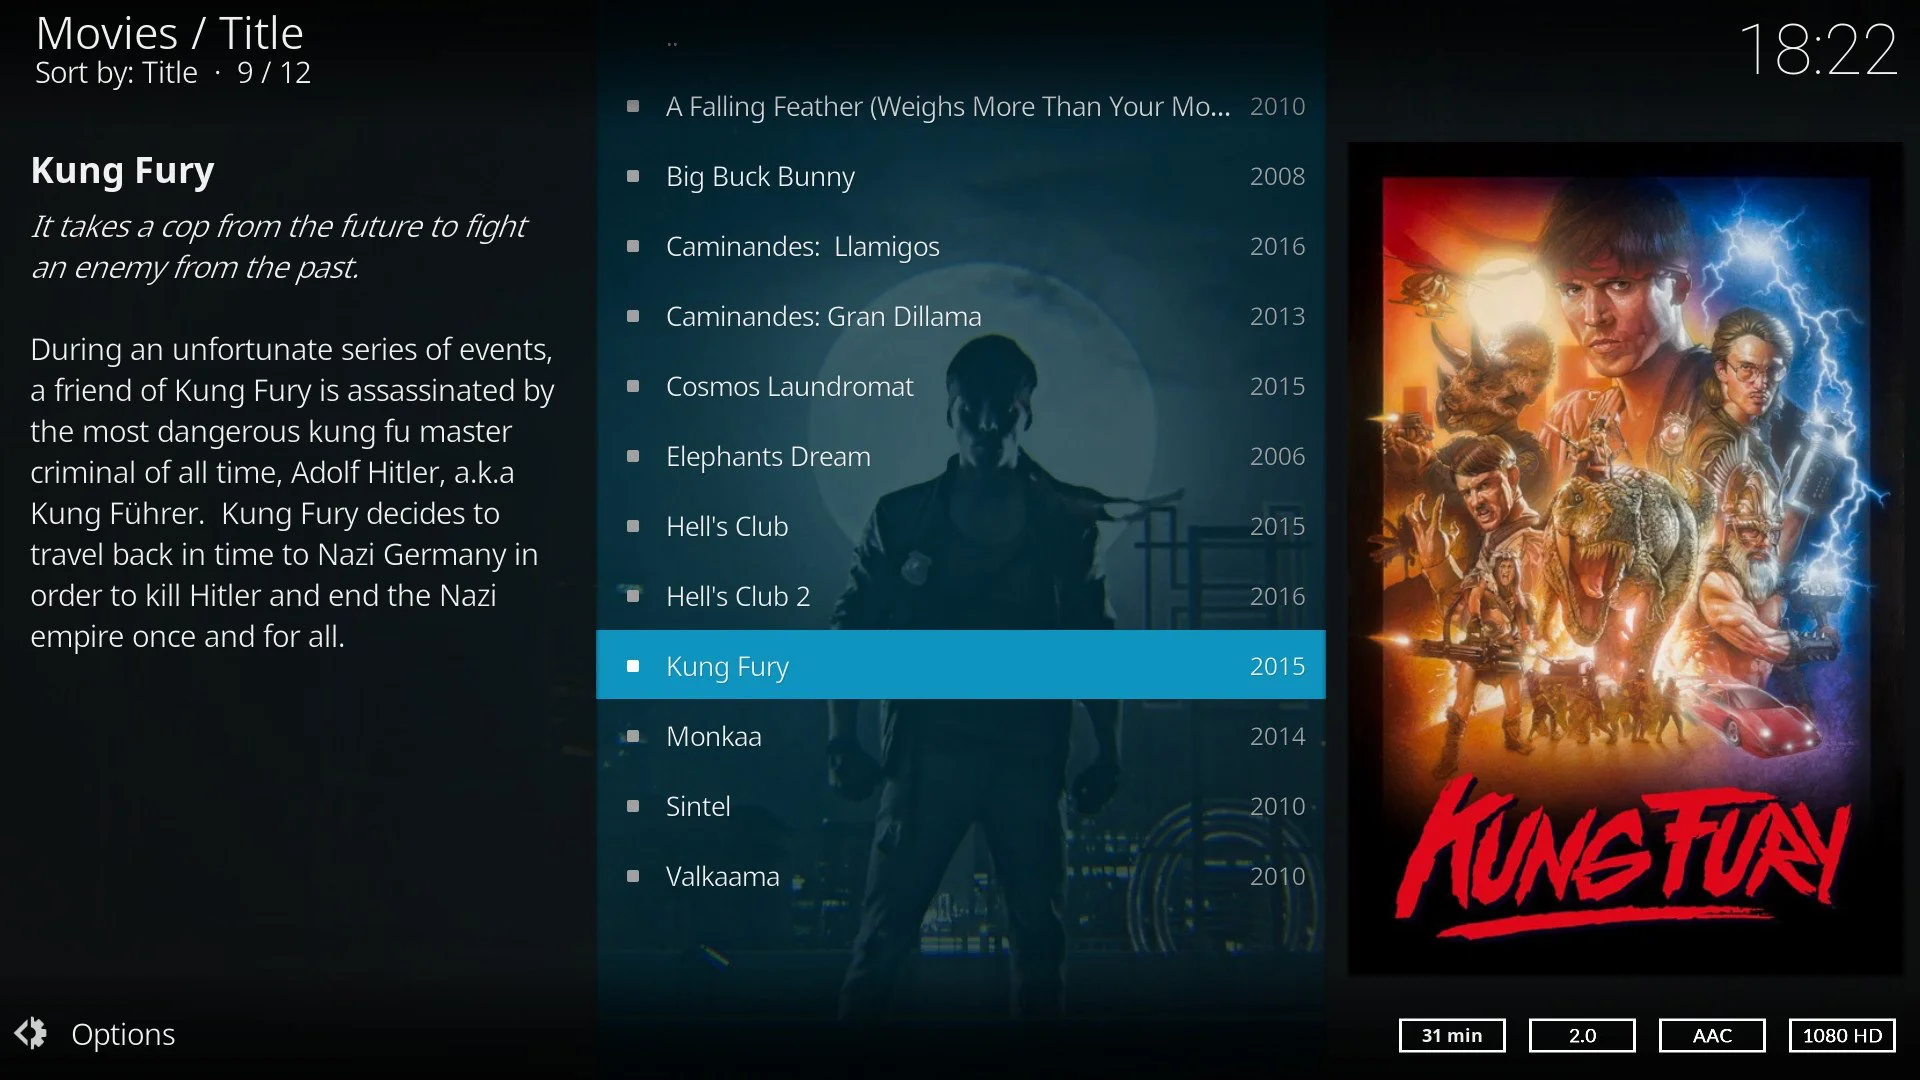 Movies / Title
Sort by: Title · 9 / 12
18:22
Kung Fury
It takes a cop from the future to fight
an enemy from the past.
During an unfortunate series of events,
a friend of Kung Fury is assassinated by
the most dangerous kung fu master
criminal of all time, Adolf Hitler, a.k.a
Kung Führer.  Kung Fury decides to
travel back in time to Nazi Germany in
order to kill Hitler and end the Nazi
empire once and for all.
..
A Falling Feather (Weighs More Than Your Mo... 2010
Big Buck Bunny 2008
Caminandes:  Llamigos 2016
Caminandes: Gran Dillama 2013
Cosmos Laundromat 2015
Elephants Dream 2006
Hell's Club 2015
Hell's Club 2 2016
Kung Fury 2015
Monkaa 2014
Sintel 2010
Valkaama 2010
KUNG FURY
Options
31 min 2.0 AAC 1080 HD